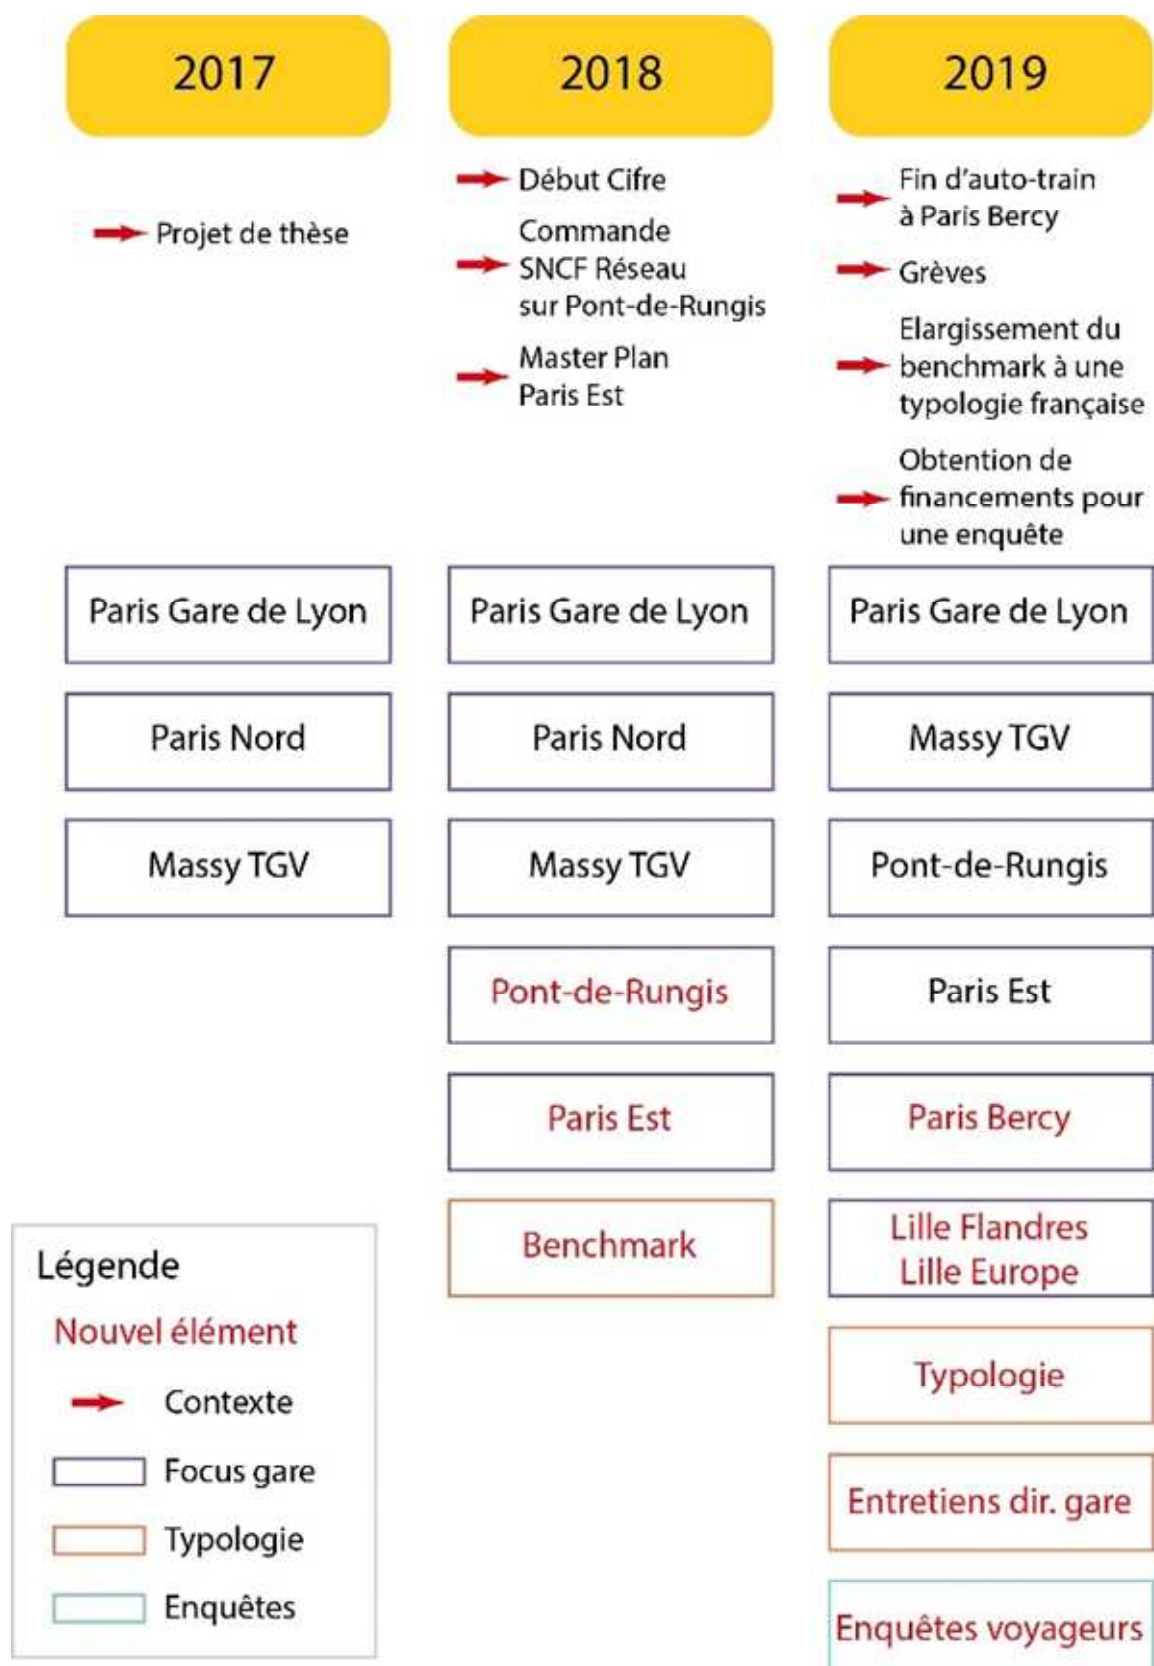 2017
Projet de thèse
Paris Gare de Lyon
Paris Nord
Massy TGV
2018
Début Cifre
Commande
SNCF Réseau
sur Pont-de-Rungis
Master Plan
Paris Est
Paris Gare de Lyon
Paris Nord
Massy TGV
Pont-de-Rungis
Paris Est
Benchmark
2019
Fin d'auto-train
à Paris Bercy
Grèves
Elargissement du
benchmark à une
typologie française
Obtention de
financements pour
une enquête
Paris Gare de Lyon
Massy TGV
Pont-de-Rungis
Paris Est
Paris Bercy
Lille Flandres
Lille Europe
Typologie
Entretiens dir. gare
Enquêtes voyageurs
Légende
Nouvel élément
Contexte
Focus gare
Typologie
Enquêtes